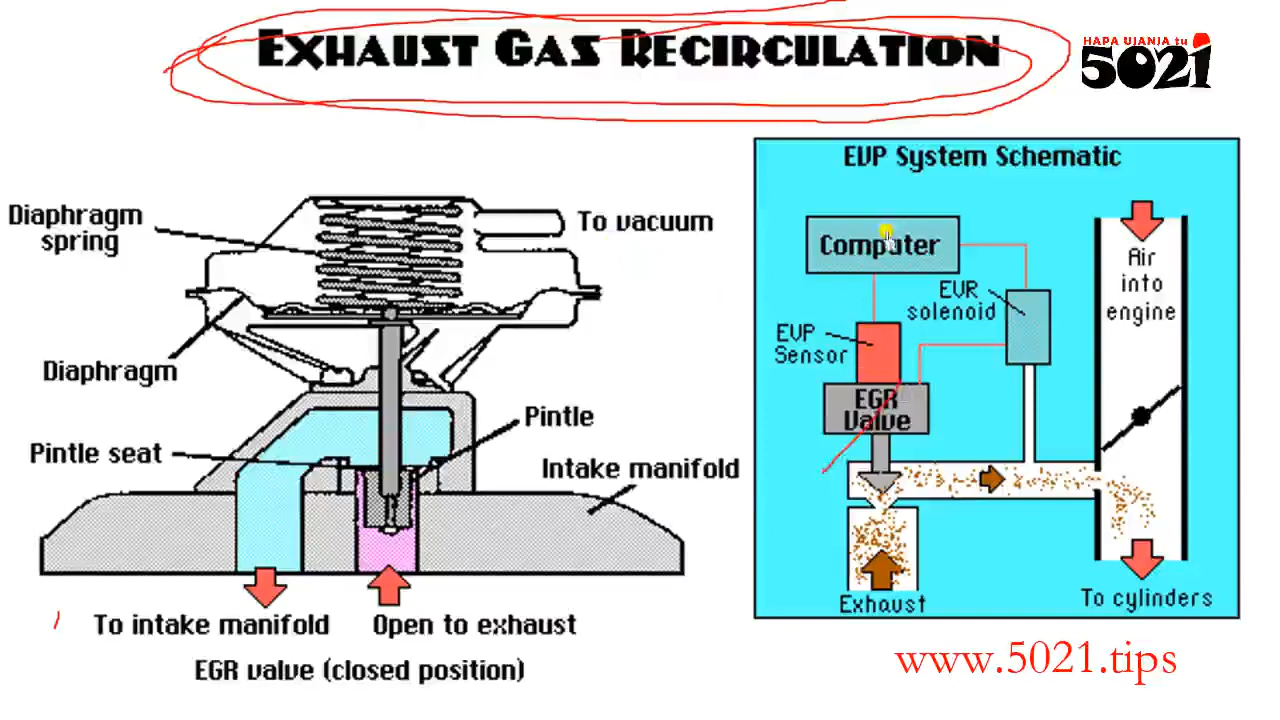 EXHAUST GAS RECIRCULATION
HAPA UJANJA tu
5021
Diaphragm
spring
To vacuum
Diaphragm
Pintle
Pintle seat
Intake manifold
To intake manifold
Open to exhaust
EGR valve (closed position)
EVP System Schematic
Computer
Air
into
engine
EVR
solenoid
EVP
Sensor
EGR
Valve
Exhaust
To cylinders
www.5021.tips